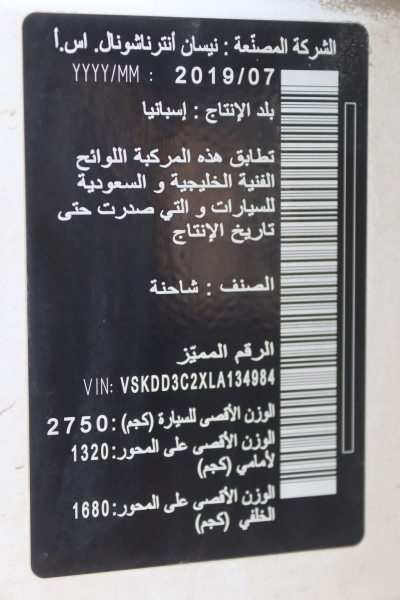 الشركة المصنّعة : نيسان أنترناشونال. اس.أ
YYYY/MM : 2019/07
بلد الإنتاج : إسبانيا
تطابق هذه المركبة اللوائح
الفنية الخليجية و السعودية
للسيارات و التي صدرت حتى
تاريخ الإنتاج
الصنف : شاحنة
الرقم المميّز
VIN: VSKDD3C2XLA134984
الوزن الأقصى للسيارة (كجم) :2750
الوزن الأقصى على المحور:1320
لأمامي (كجم)
الوزن الأقصى على المحور:1680
الخلفي (كجم)